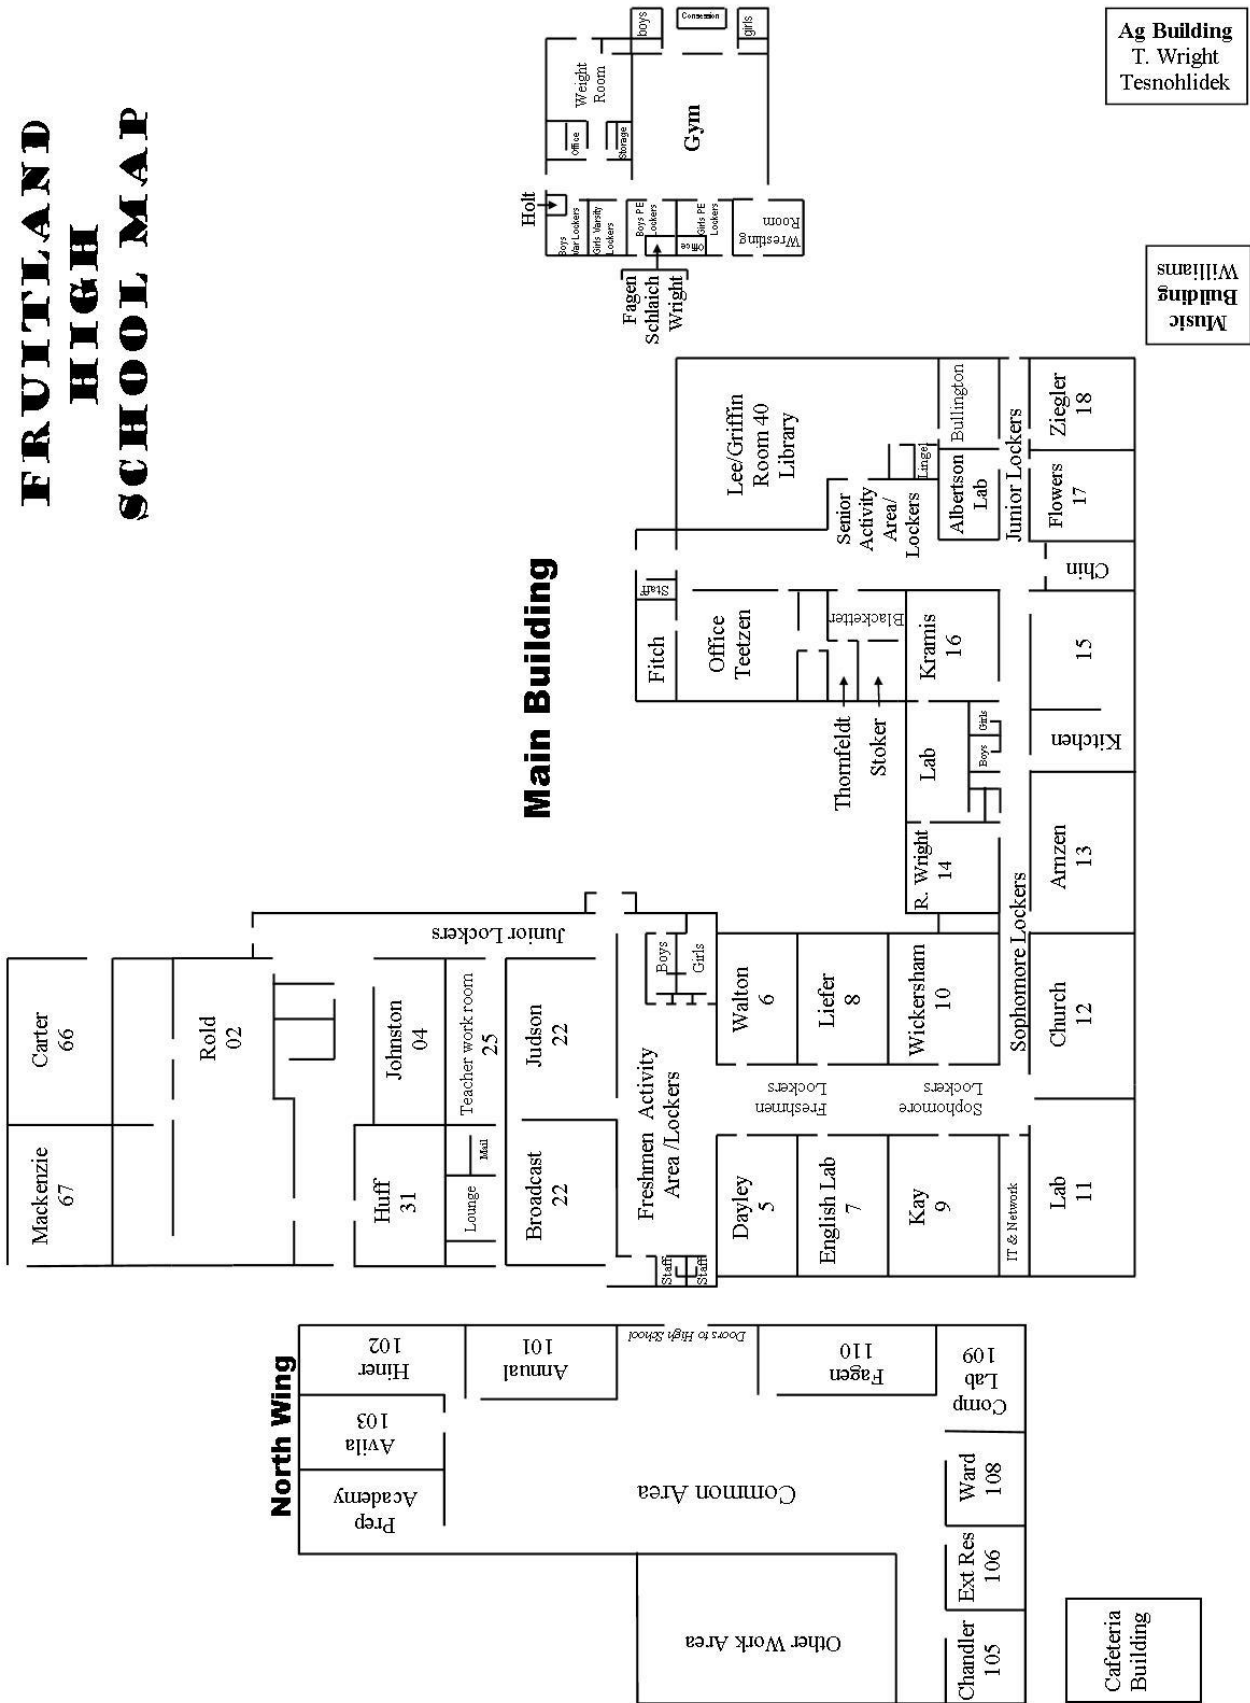 FRUITLAND
HIGH
SCHOOL MAP
Main Building
North Wing
boys
Concession
girls
Weight
Room
Office
Storage
Gym
Holt
Boys
Var Lockers
Girls Varsity
Lockers
Boys PE
Lockers
Girls PE
Lockers
Office
Wrestling
Room
Fagen
Schlaich
Wright
Ag Building
T. Wright
Tesnohlidek
Music
Building
Williams
Lee/Griffin
Room 40
Library
Bullington
Lingel
Albertson
Lab
Senior
Activity
Area/
Lockers
Junior Lockers
Ziegler
18
Flowers
17
Chin
Staff
Fitch
Office
Teetzen
Blacketter
Thornfeldt
Stoker
Kramis
16
15
Kitchen
Lab
Girls
Boys
R. Wright
14
Arnzen
13
Sophomore Lockers
Church
12
Lab
11
Carter
66
Mackenzie
67
Rold
02
Junior Lockers
Johnston
04
Huff
31
Teacher work room
25
Mail
Lounge
Judson
22
Broadcast
22
Boys
Girls
Freshmen Activity
Area /Lockers
Staff
Staff
Walton
6
Liefer
8
Wickersham
10
Freshmen
Lockers
Sophomore
Lockers
Dayley
5
English Lab
7
Kay
9
IT & Network
Hiner
102
Annual
101
Doors to High School
Fagen
110
Comp
Lab
109
Avila
103
Prep
Academy
Common Area
Ward
108
Ext Res
106
Chandler
105
Other Work Area
Cafeteria
Building